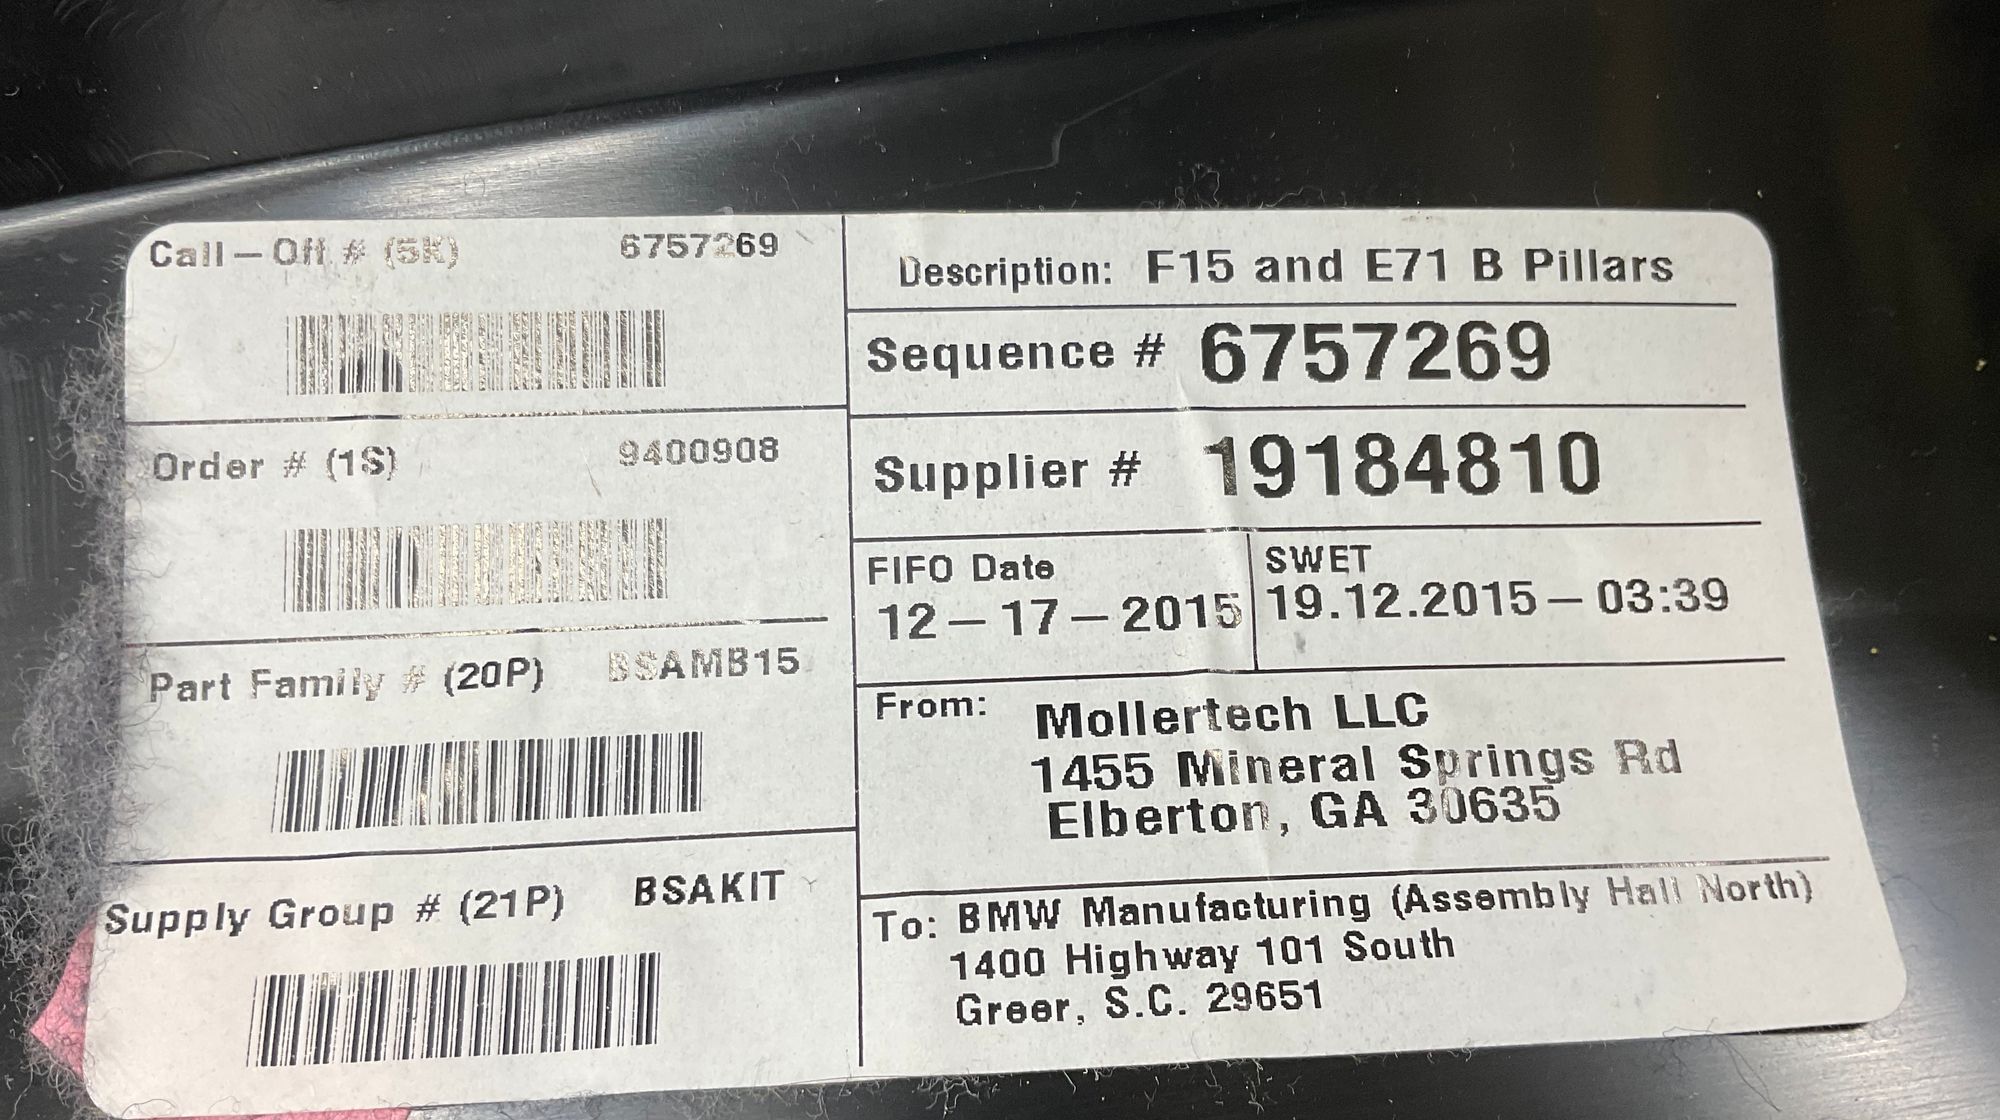 Call-Off # (5K) 6757269
Order # (1S) 9400908
Part Family # (20P) BSAMB15
Supply Group # (21P) BSAKIT
Description: F15 and E71 B Pillars
Sequence # 6757269
Supplier # 19184810
FIFO Date
12-17-2015
SWET
19.12.2015-03:39
From: Mollertech LLC
1455 Mineral Springs Rd
Elberton, GA 30635
To: BMW Manufacturing (Assembly Hall North)
1400 Highway 101 South
Greer, S.C. 29651